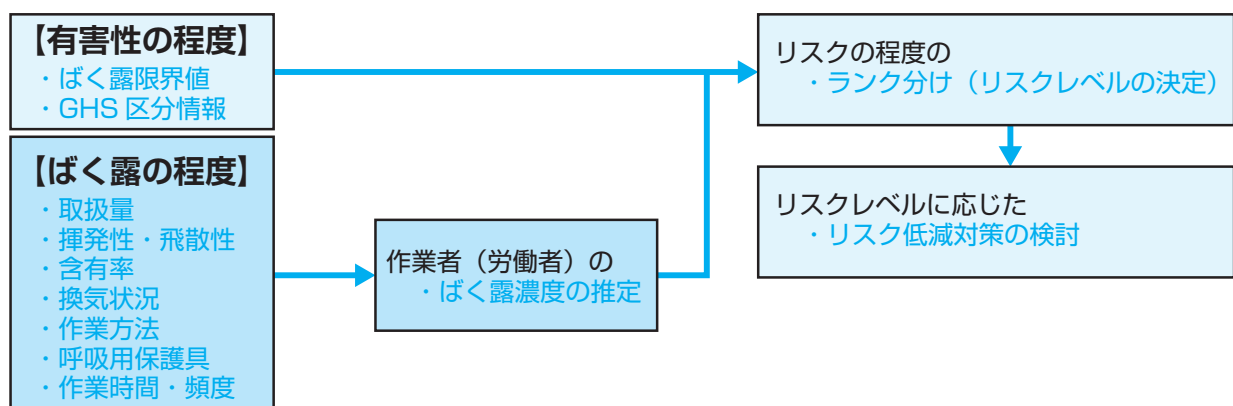 【有害性の程度】
・ばく露限界値
・GHS 区分情報
【ばく露の程度】
・取扱量
・揮発性・飛散性
・含有率
・換気状況
・作業方法
・呼吸用保護具
・作業時間・頻度
作業者（労働者）の
・ばく露濃度の推定
リスクの程度の
・ランク分け（リスクレベルの決定）
リスクレベルに応じた
・リスク低減対策の検討